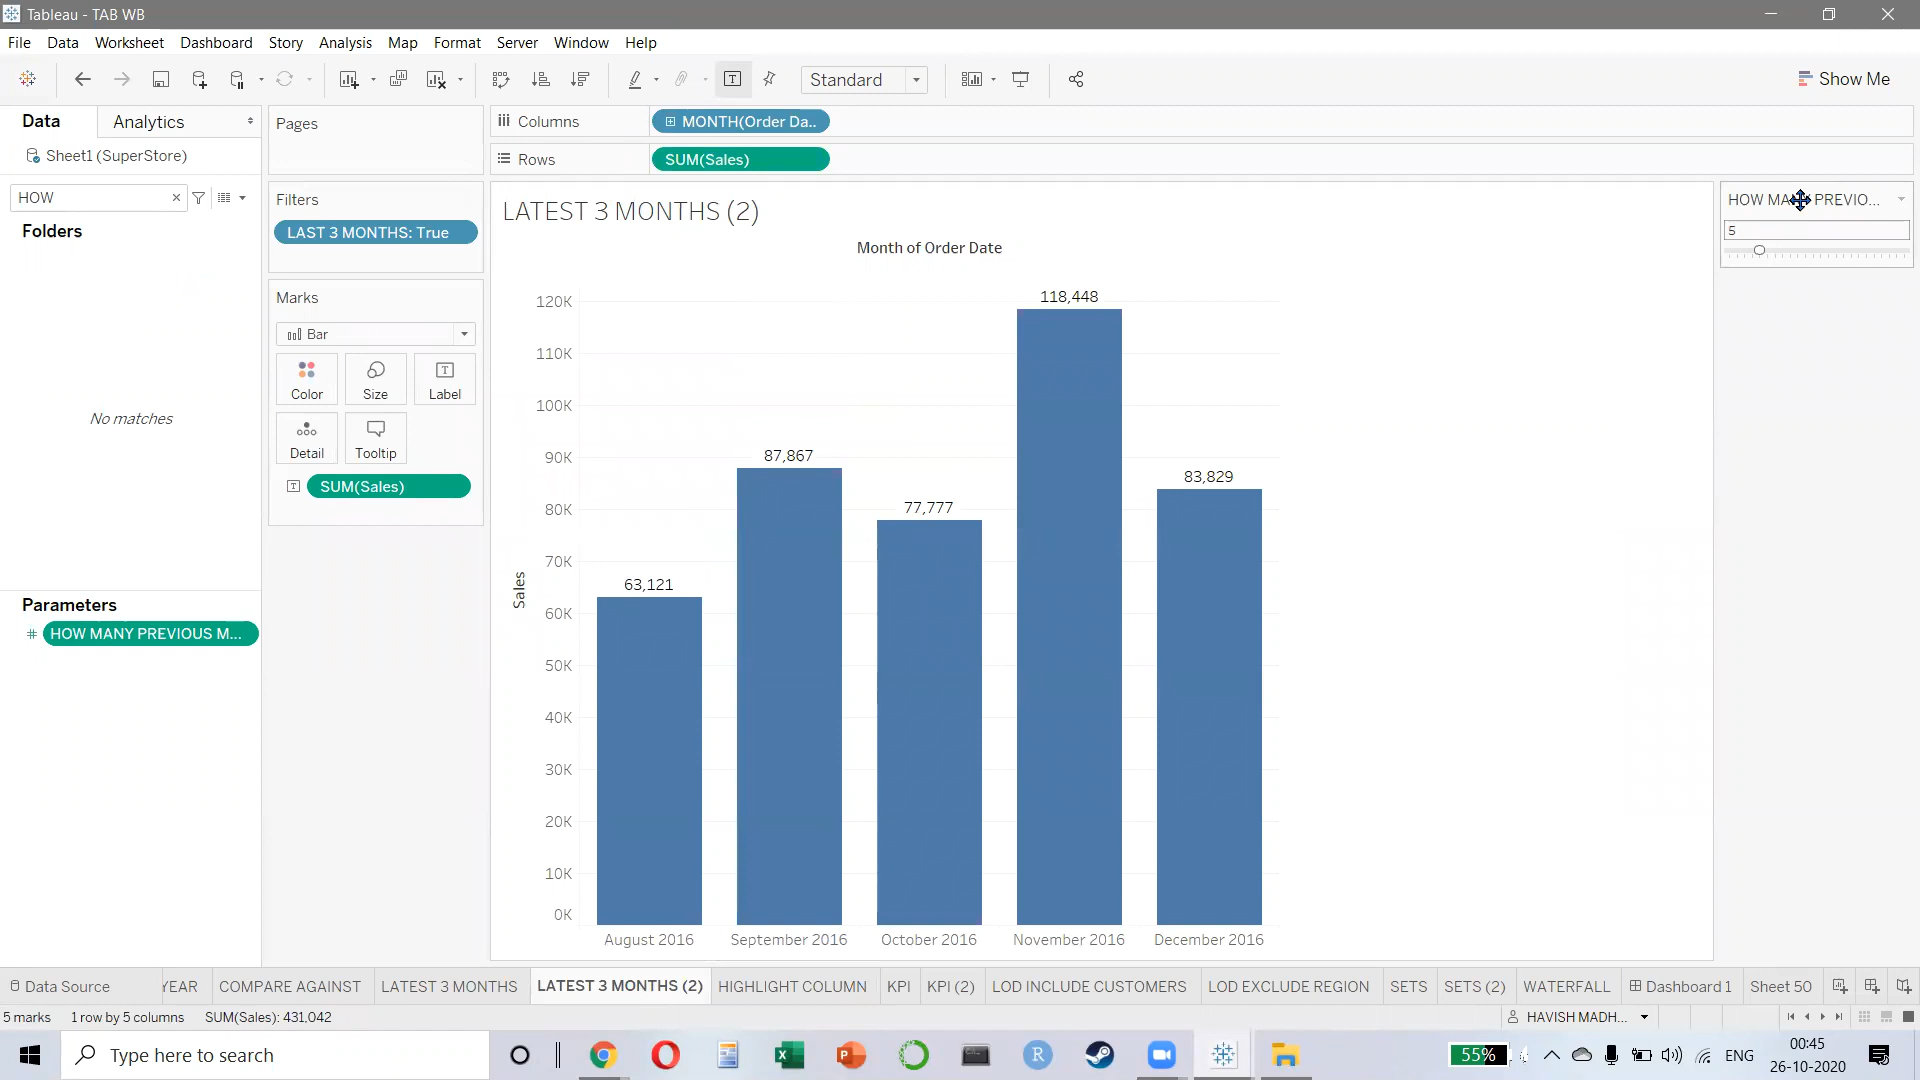 Tableau - TAB WB
File Data Worksheet Dashboard Story Analysis Map Format Server Window Help
Standard
Show Me
Data
Analytics
Pages
Columns
MONTH(Order Da..
Sheet1 (SuperStore)
Rows
SUM(Sales)
HOW
Filters
LATEST 3 MONTHS (2)
Folders
LAST 3 MONTHS: True
Month of Order Date
5
Marks
Bar
Color
Size
Label
Detail
Tooltip
SUM(Sales)
No matches
Parameters
HOW MANY PREVIOUS M...
120K
110K
100K
90K
80K
70K
60K
50K
40K
30K
20K
10K
0K
Sales
63,121
87,867
77,777
118,448
83,829
August 2016
September 2016
October 2016
November 2016
December 2016
Data Source
YEAR
COMPARE AGAINST
LATEST 3 MONTHS
LATEST 3 MONTHS (2)
HIGHLIGHT COLUMN
KPI
KPI (2)
LOD INCLUDE CUSTOMERS
LOD EXCLUDE REGION
SETS
SETS (2)
WATERFALL
Dashboard 1
Sheet 50
5 marks
1 row by 5 columns
SUM(Sales): 431,042
HAVISH MADH...
Type here to search
55%
ENG
00:45
26-10-2020